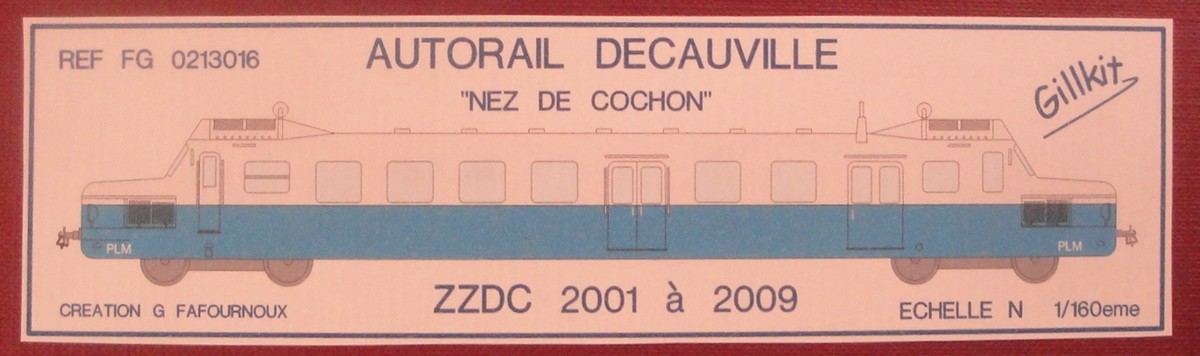 REF FG 0213016
AUTORAIL DECAUVILLE
"NEZ DE COCHON"
Gillkit
PLM
PLM
CREATION G FAFOURNOUX
ZZDC 2001 à 2009
ECHELLE N 1/160eme